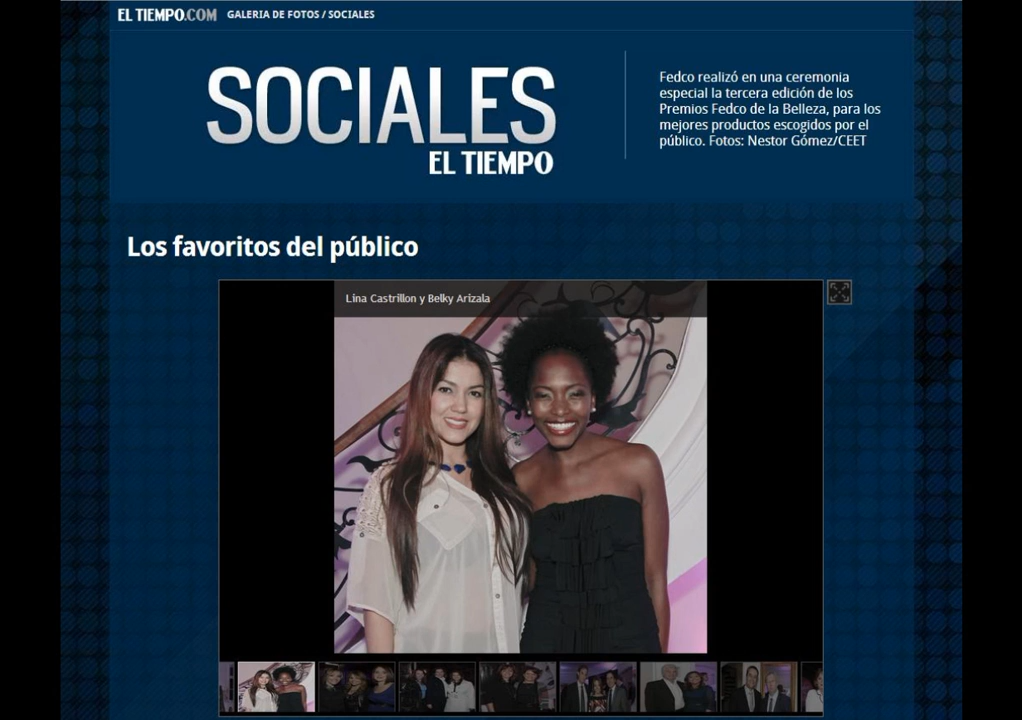 EL TIEMPO.COM GALERIA DE FOTOS / SOCIALES
SOCIALES
EL TIEMPO
Fedco realizó en una ceremonia
especial la tercera edición de los
Premios Fedco de la Belleza, para los
mejores productos escogidos por el
público. Fotos: Nestor Gómez/CEET
Los favoritos del público
Lina Castrillon y Belky Arizala